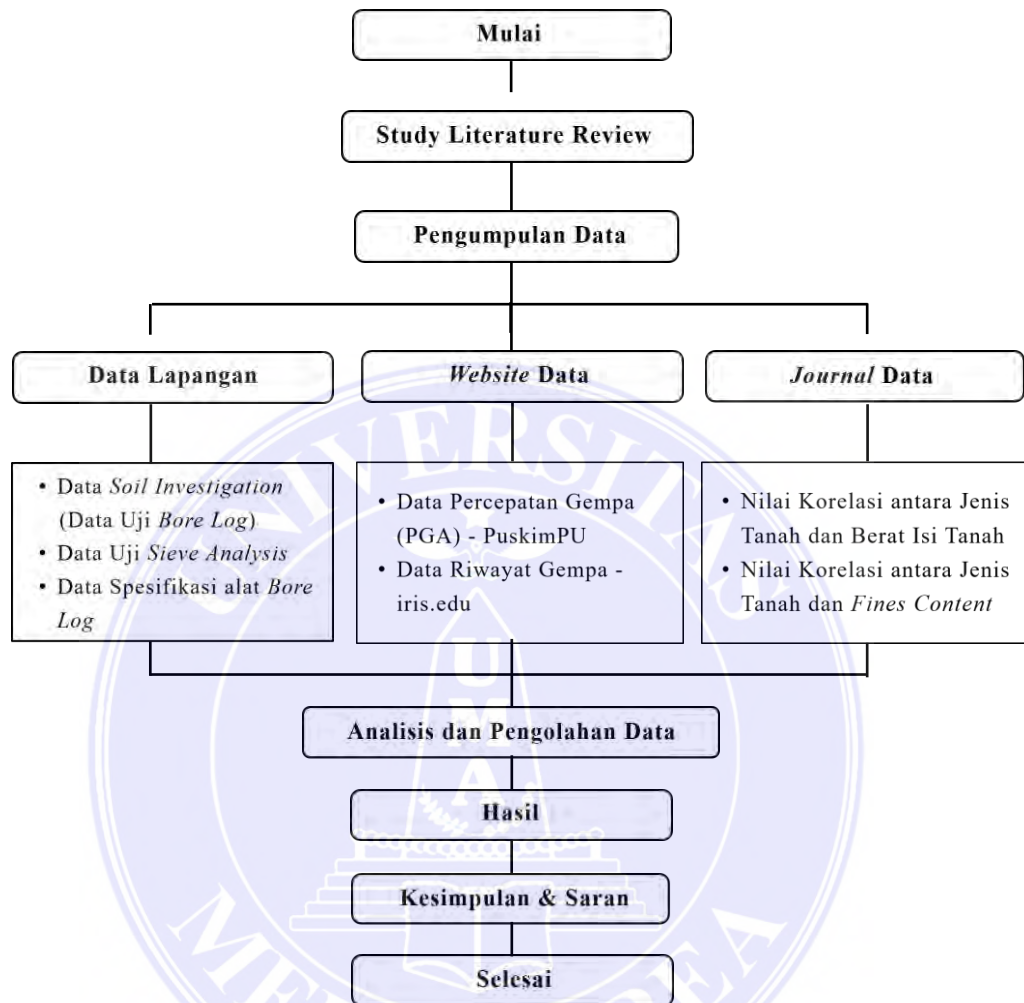 Mulai
Study Literature Review
Pengumpulan Data
Data Lapangan
Website Data
Journal Data
• Data Soil Investigation
(Data Uji Bore Log)
• Data Uji Sieve Analysis
• Data Spesifikasi alat Bore
Log
• Data Percepatan Gempa
(PGA) - PuskimPU
• Data Riwayat Gempa -
iris.edu
• Nilai Korelasi antara Jenis
Tanah dan Berat Isi Tanah
• Nilai Korelasi antara Jenis
Tanah dan Fines Content
Analisis dan Pengolahan Data
Hasil
Kesimpulan & Saran
Selesai
UNIVERSITAS
U
M
A